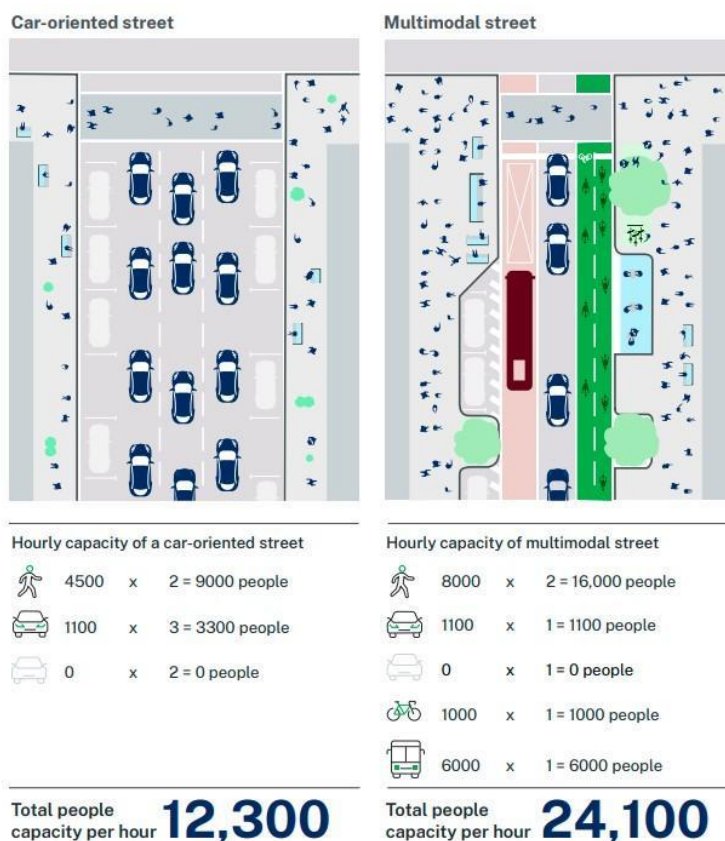 Car-oriented street
Multimodal street
Hourly capacity of a car-oriented street
4500 x 2 = 9000 people
1100 x 3 = 3300 people
0 x 2 = 0 people
Total people
capacity per hour 12,300
Hourly capacity of multimodal street
8000 x 2 = 16,000 people
1100 x 1 = 1100 people
0 x 1 = 0 people
1000 x 1 = 1000 people
6000 x 1 = 6000 people
Total people
capacity per hour 24,100